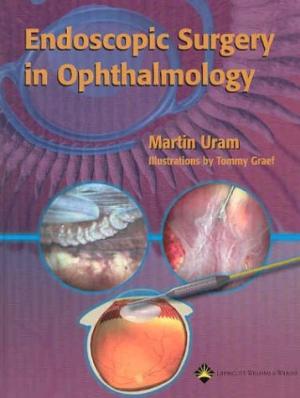 Endoscopic Surgery
in Ophthalmology
Martin Uram
Illustrations by Tommy Graef
LIPPINCOTT WILLIAMS & WILKINS